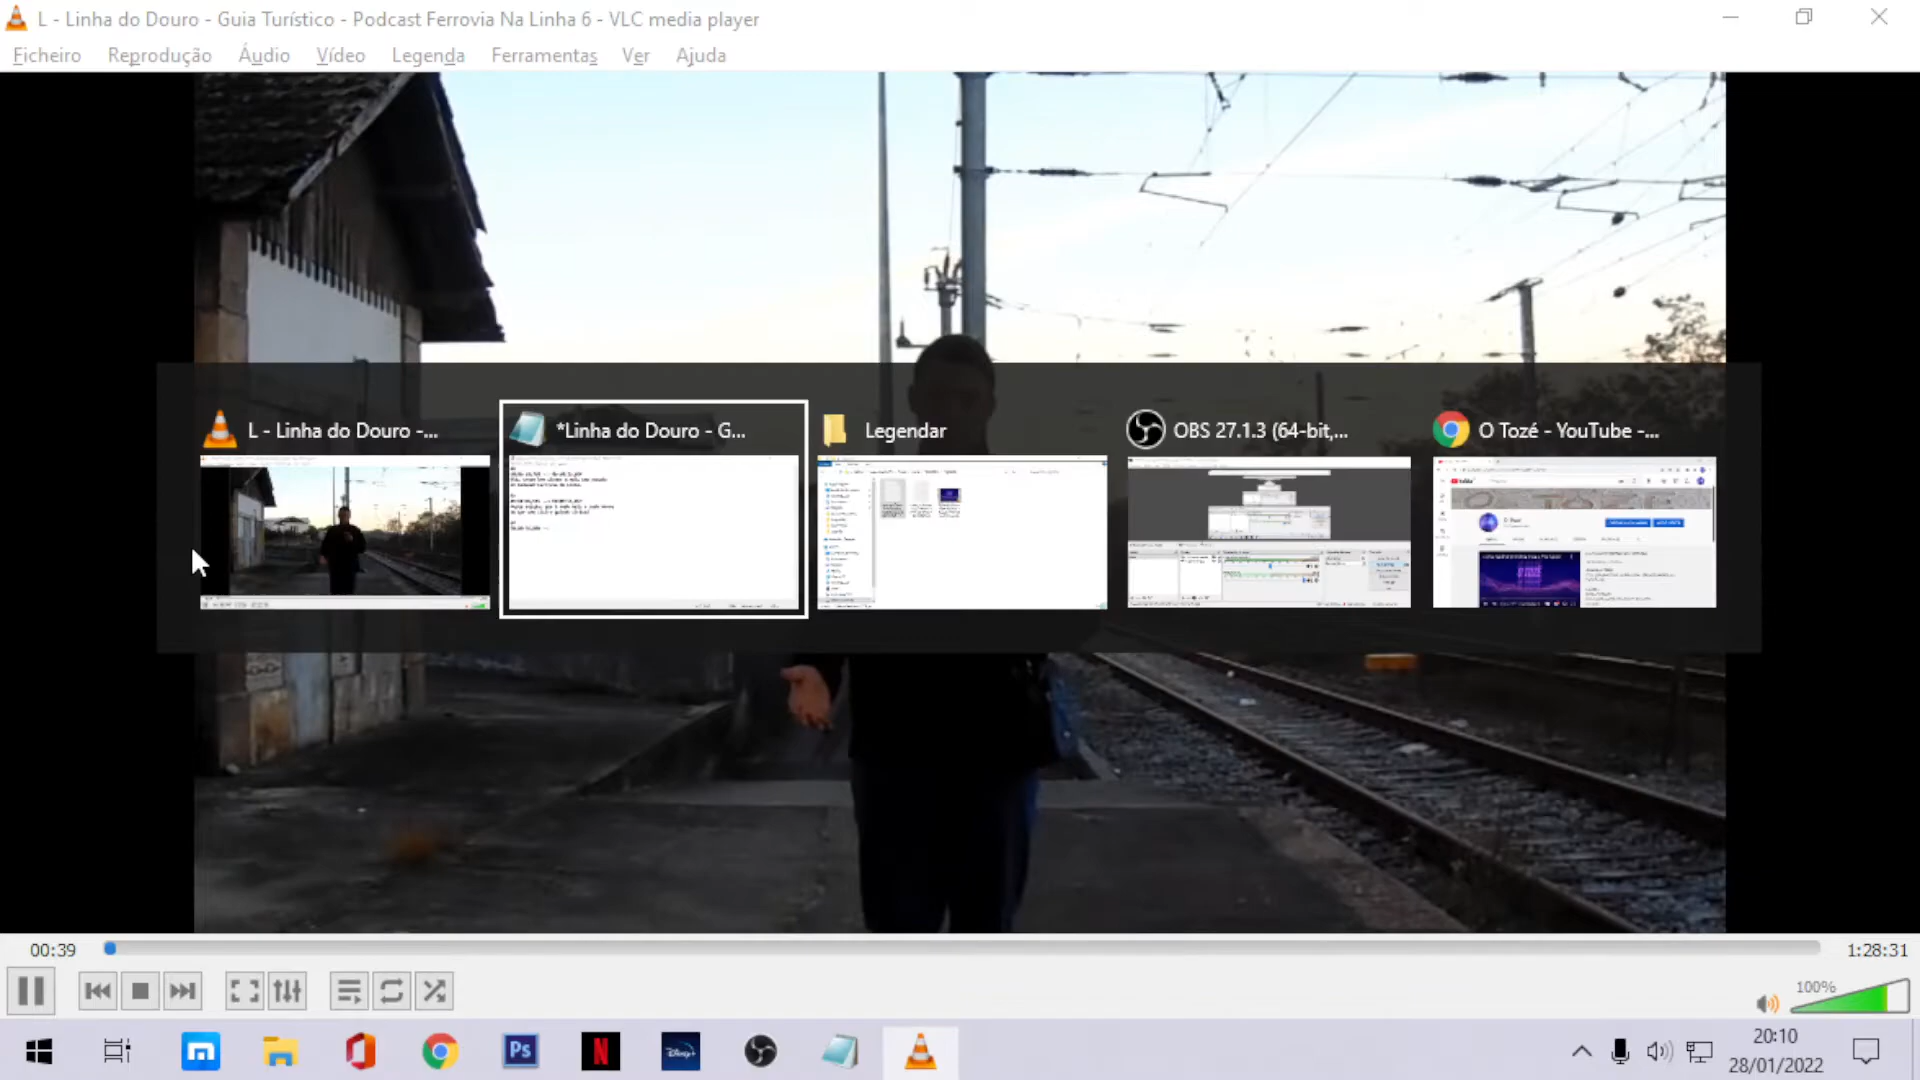 L - Linha do Douro - Guia Turístico - Podcast Ferrovia Na Linha 6 - VLC media player
Ficheiro Reprodução Áudio Vídeo Legenda Ferramentas Ver Ajuda
L - Linha do Douro -...
*Linha do Douro - G...
Legendar
OBS 27.1.3 (64-bit,...
O Tozé - YouTube -...
00:39
1:28:31
100%
Ps
N
Disney+
20:10
28/01/2022